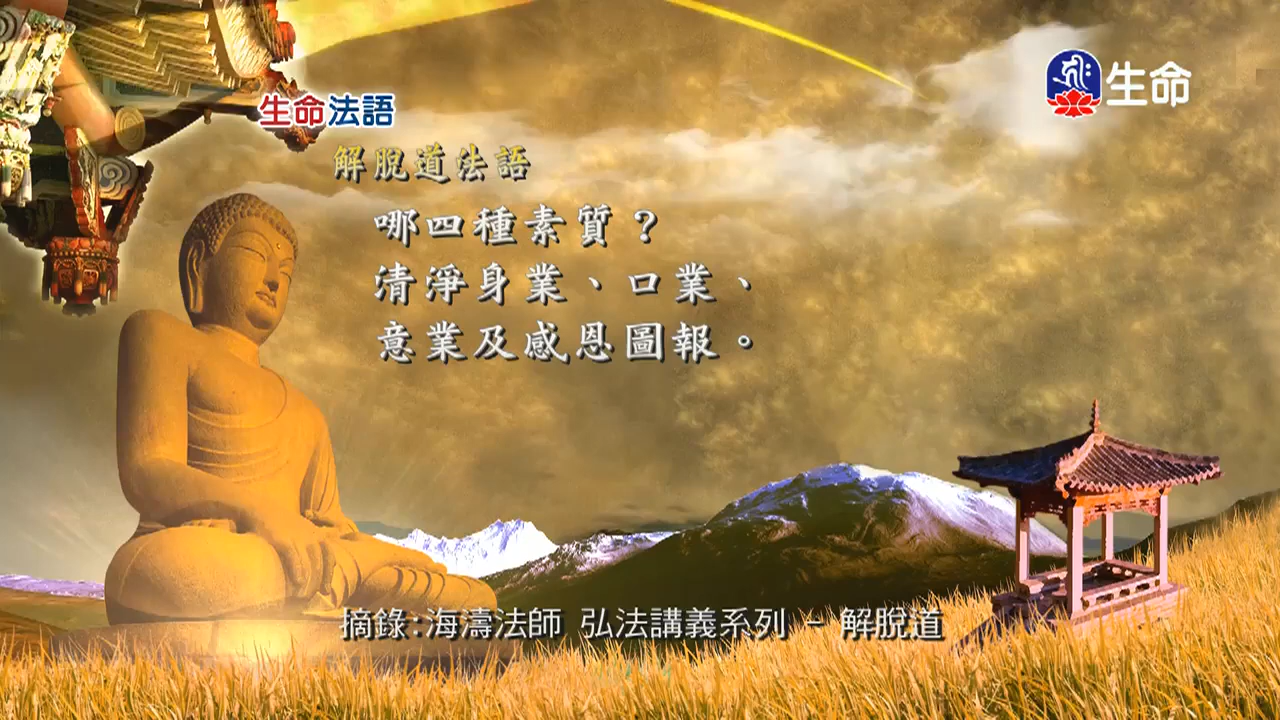 生命
生命法語
解脫道法語
哪四種素質？
清淨身業、口業、
意業及感恩圖報。
摘錄:海濤法師 弘法講義系列 - 解脫道